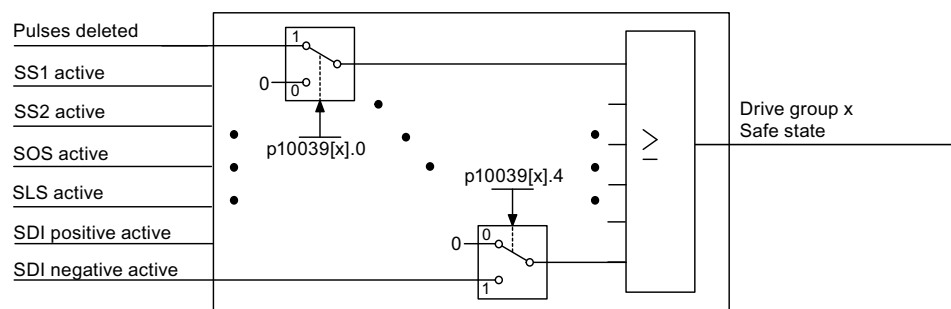 Pulses deleted
SS1 active
SS2 active
SOS active
SLS active
SDI positive active
SDI negative active
1
0
0
p10039[x].0
p10039[x].4
0
0
1
≥
Drive group x
Safe state